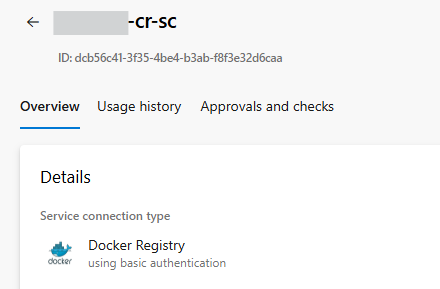 -cr-sc
ID: dcb56c41-3f35-4be4-b3ab-f8f3e32d6caa
Overview Usage history Approvals and checks
Details
Service connection type
Docker Registry
docker
using basic authentication